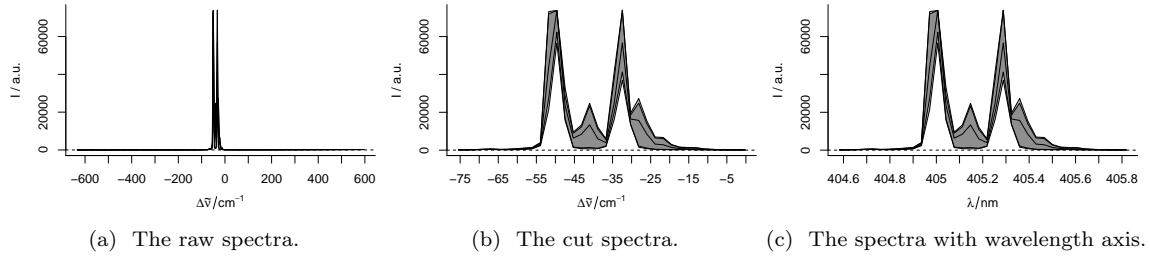 I / a.u.
60000
20000
0
−600 −400 −200 0 200 400 600
Δν̃/cm⁻¹
(a) The raw spectra.
I / a.u.
60000
20000
0
−75 −65 −55 −45 −35 −25 −15 −5
Δν̃/cm⁻¹
(b) The cut spectra.
I / a.u.
60000
20000
0
404.6 404.8 405 405.2 405.4 405.6 405.8
λ/nm
(c) The spectra with wavelength axis.